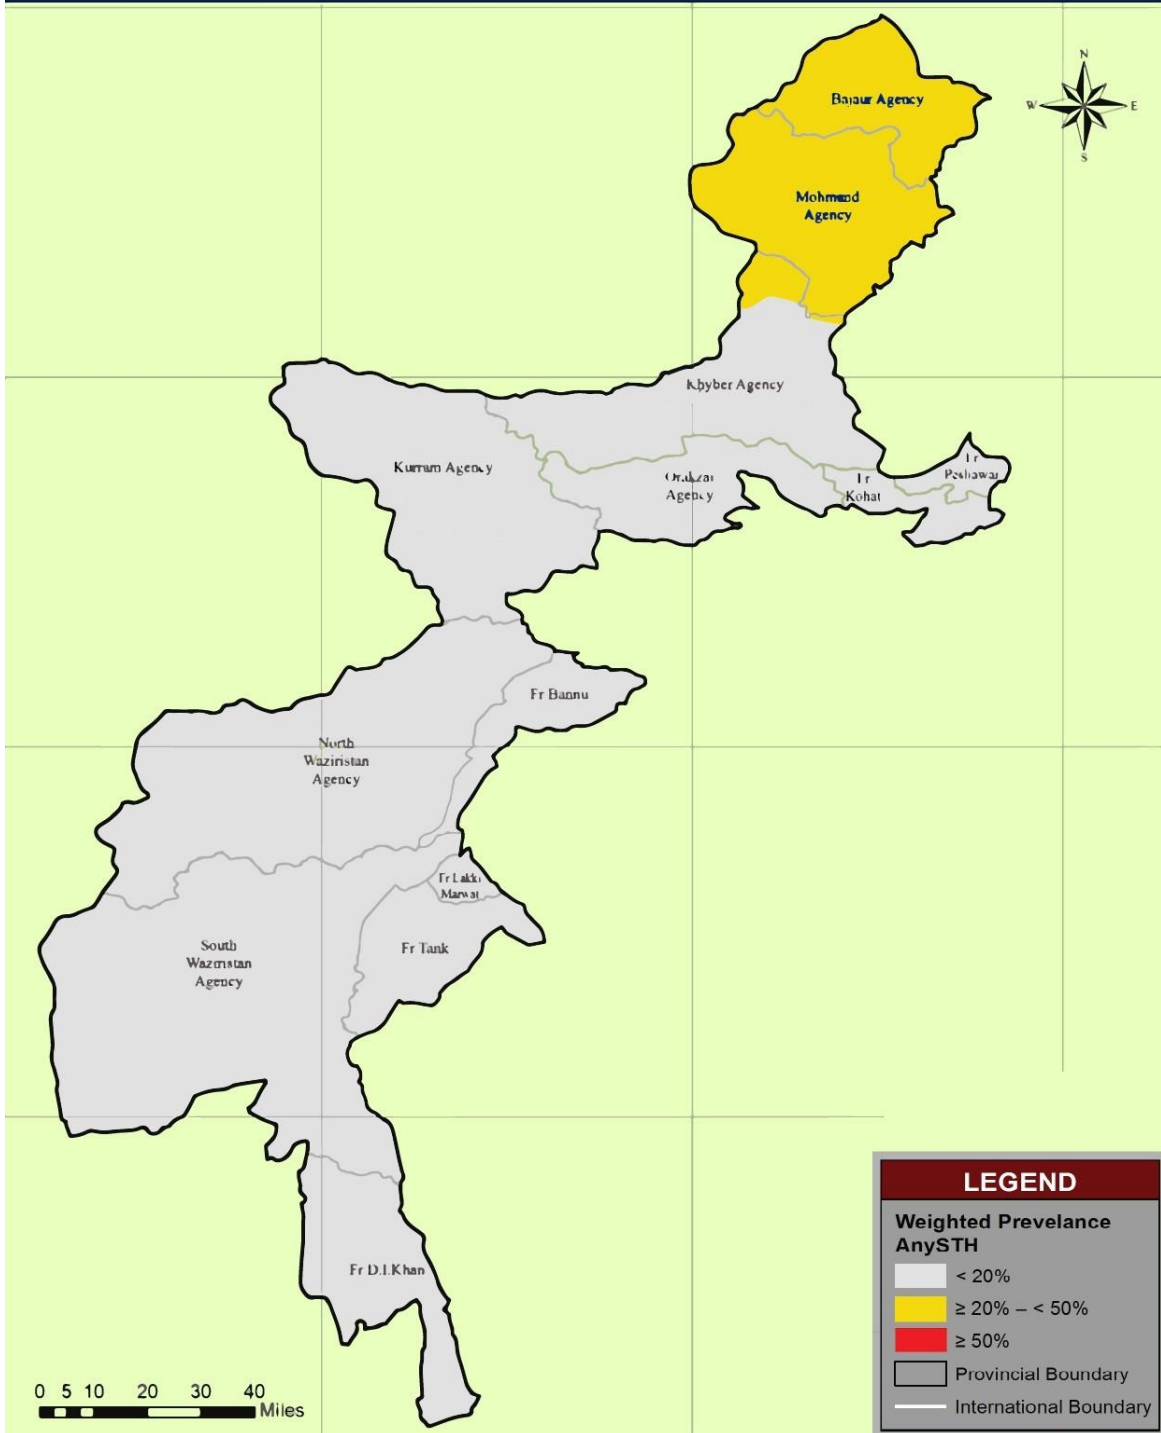 N
W E
S
Bajaur Agency
Mohmand
Agency
Khyber Agency
Kurram Agency
Orakzai
Agency
Fr
Kohat
Fr
Peshawar
Fr Bannu
North
Waziristan
Agency
Fr Lakki
Marwat
Fr Tank
South
Waziristan
Agency
Fr D.I.Khan
0 5 10 20 30 40
Miles
LEGEND
Weighted Prevelance
AnySTH
< 20%
≥ 20% – < 50%
≥ 50%
Provincial Boundary
International Boundary